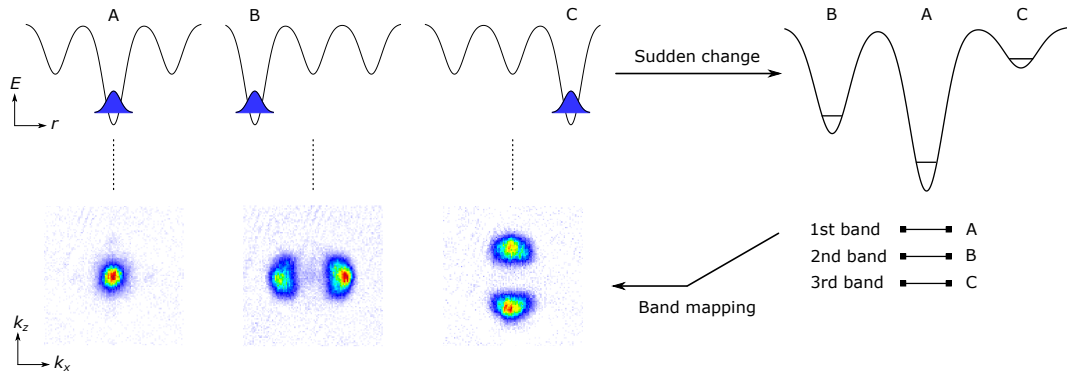 A
B
C
E
r
Sudden change
B
A
C
1st band A
2nd band B
3rd band C
Band mapping
kz
kx